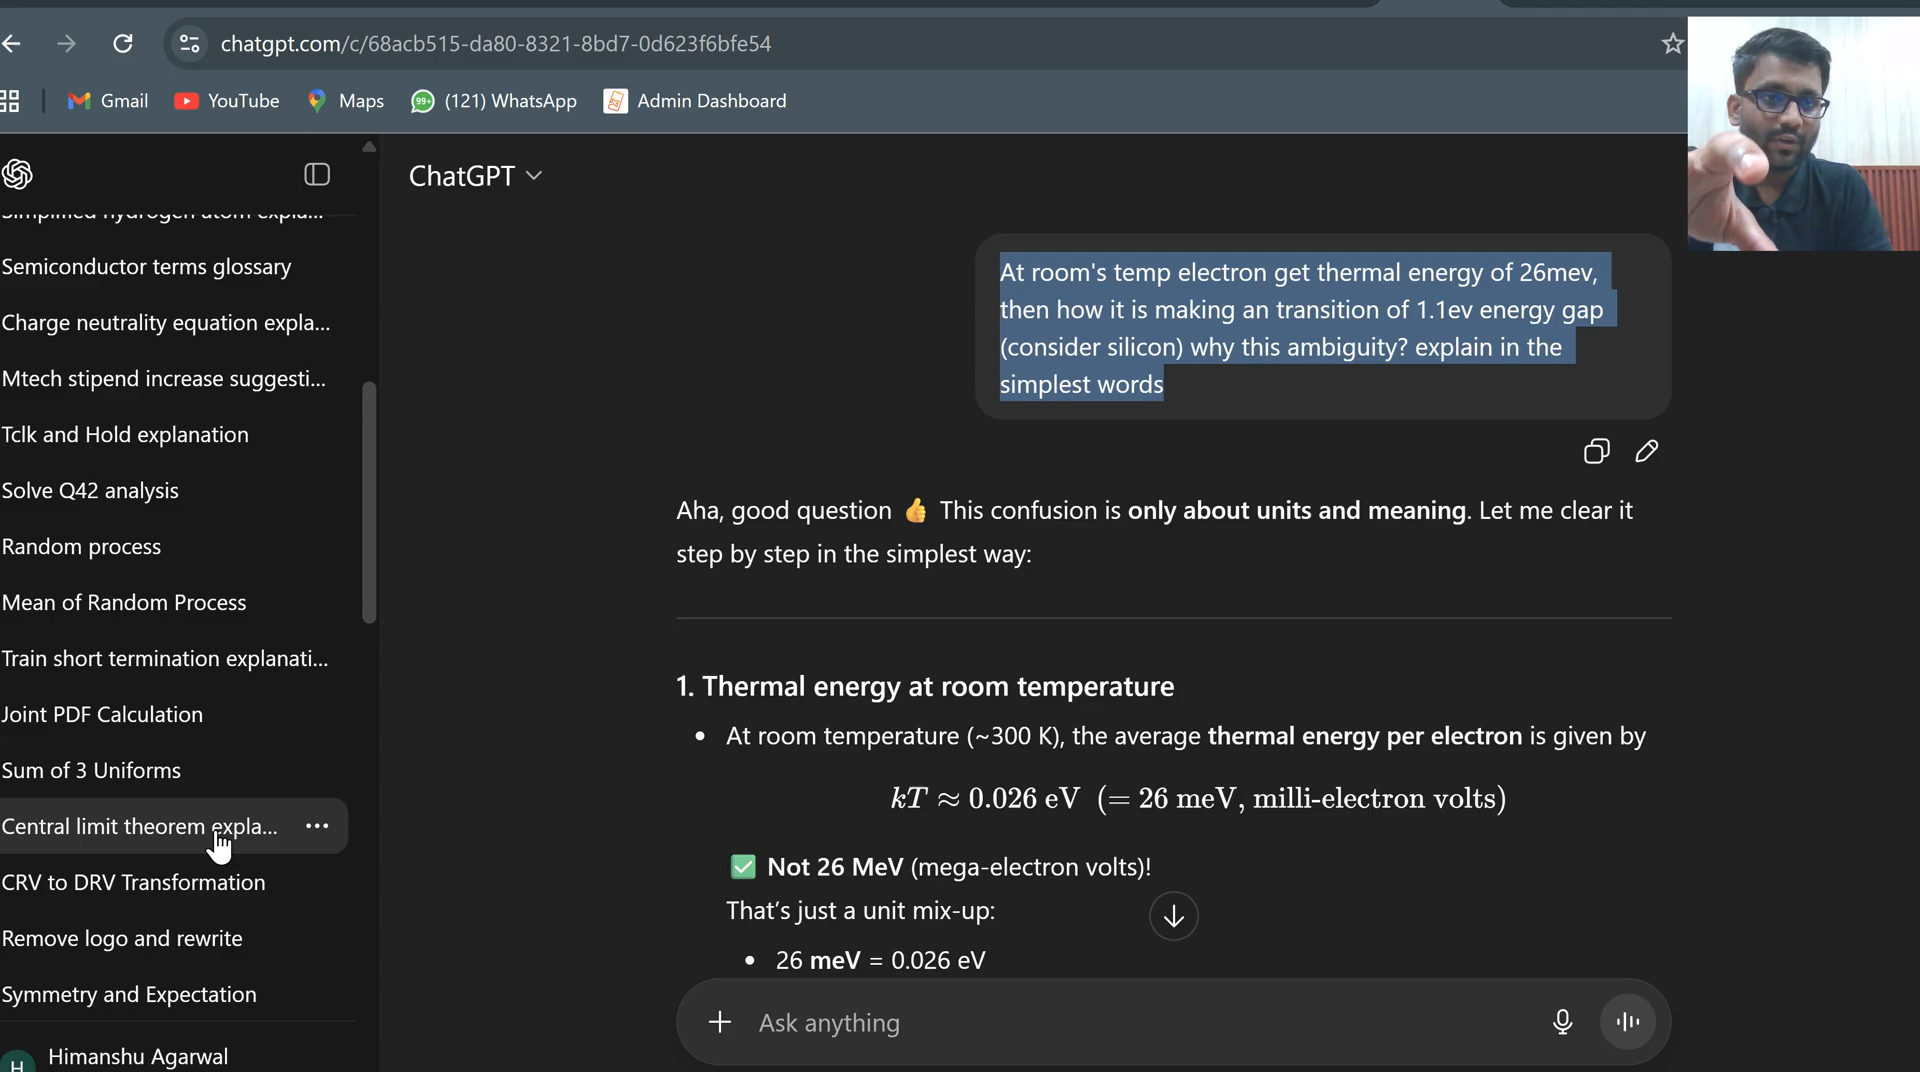 chatgpt.com/c/68acb515-da80-8321-8bd7-0d623f6bfe54
Gmail
YouTube
Maps
99+
(121) WhatsApp
Admin Dashboard
Simplified hydrogen atom expla...
Semiconductor terms glossary
Charge neutrality equation expla...
Mtech stipend increase suggesti...
Tclk and Hold explanation
Solve Q42 analysis
Random process
Mean of Random Process
Train short termination explanati...
Joint PDF Calculation
Sum of 3 Uniforms
Central limit theorem expla...
CRV to DRV Transformation
Remove logo and rewrite
Symmetry and Expectation
H
Himanshu Agarwal
ChatGPT
At room's temp electron get thermal energy of 26mev,
then how it is making an transition of 1.1ev energy gap
(consider silicon) why this ambiguity? explain in the
simplest words
Aha, good question 👍 This confusion is only about units and meaning. Let me clear it
step by step in the simplest way:
1. Thermal energy at room temperature
• At room temperature (~300 K), the average thermal energy per electron is given by
kT ≈ 0.026 eV (= 26 meV, milli-electron volts)
✅ Not 26 MeV (mega-electron volts)!
That’s just a unit mix-up:
• 26 meV = 0.026 eV
Ask anything